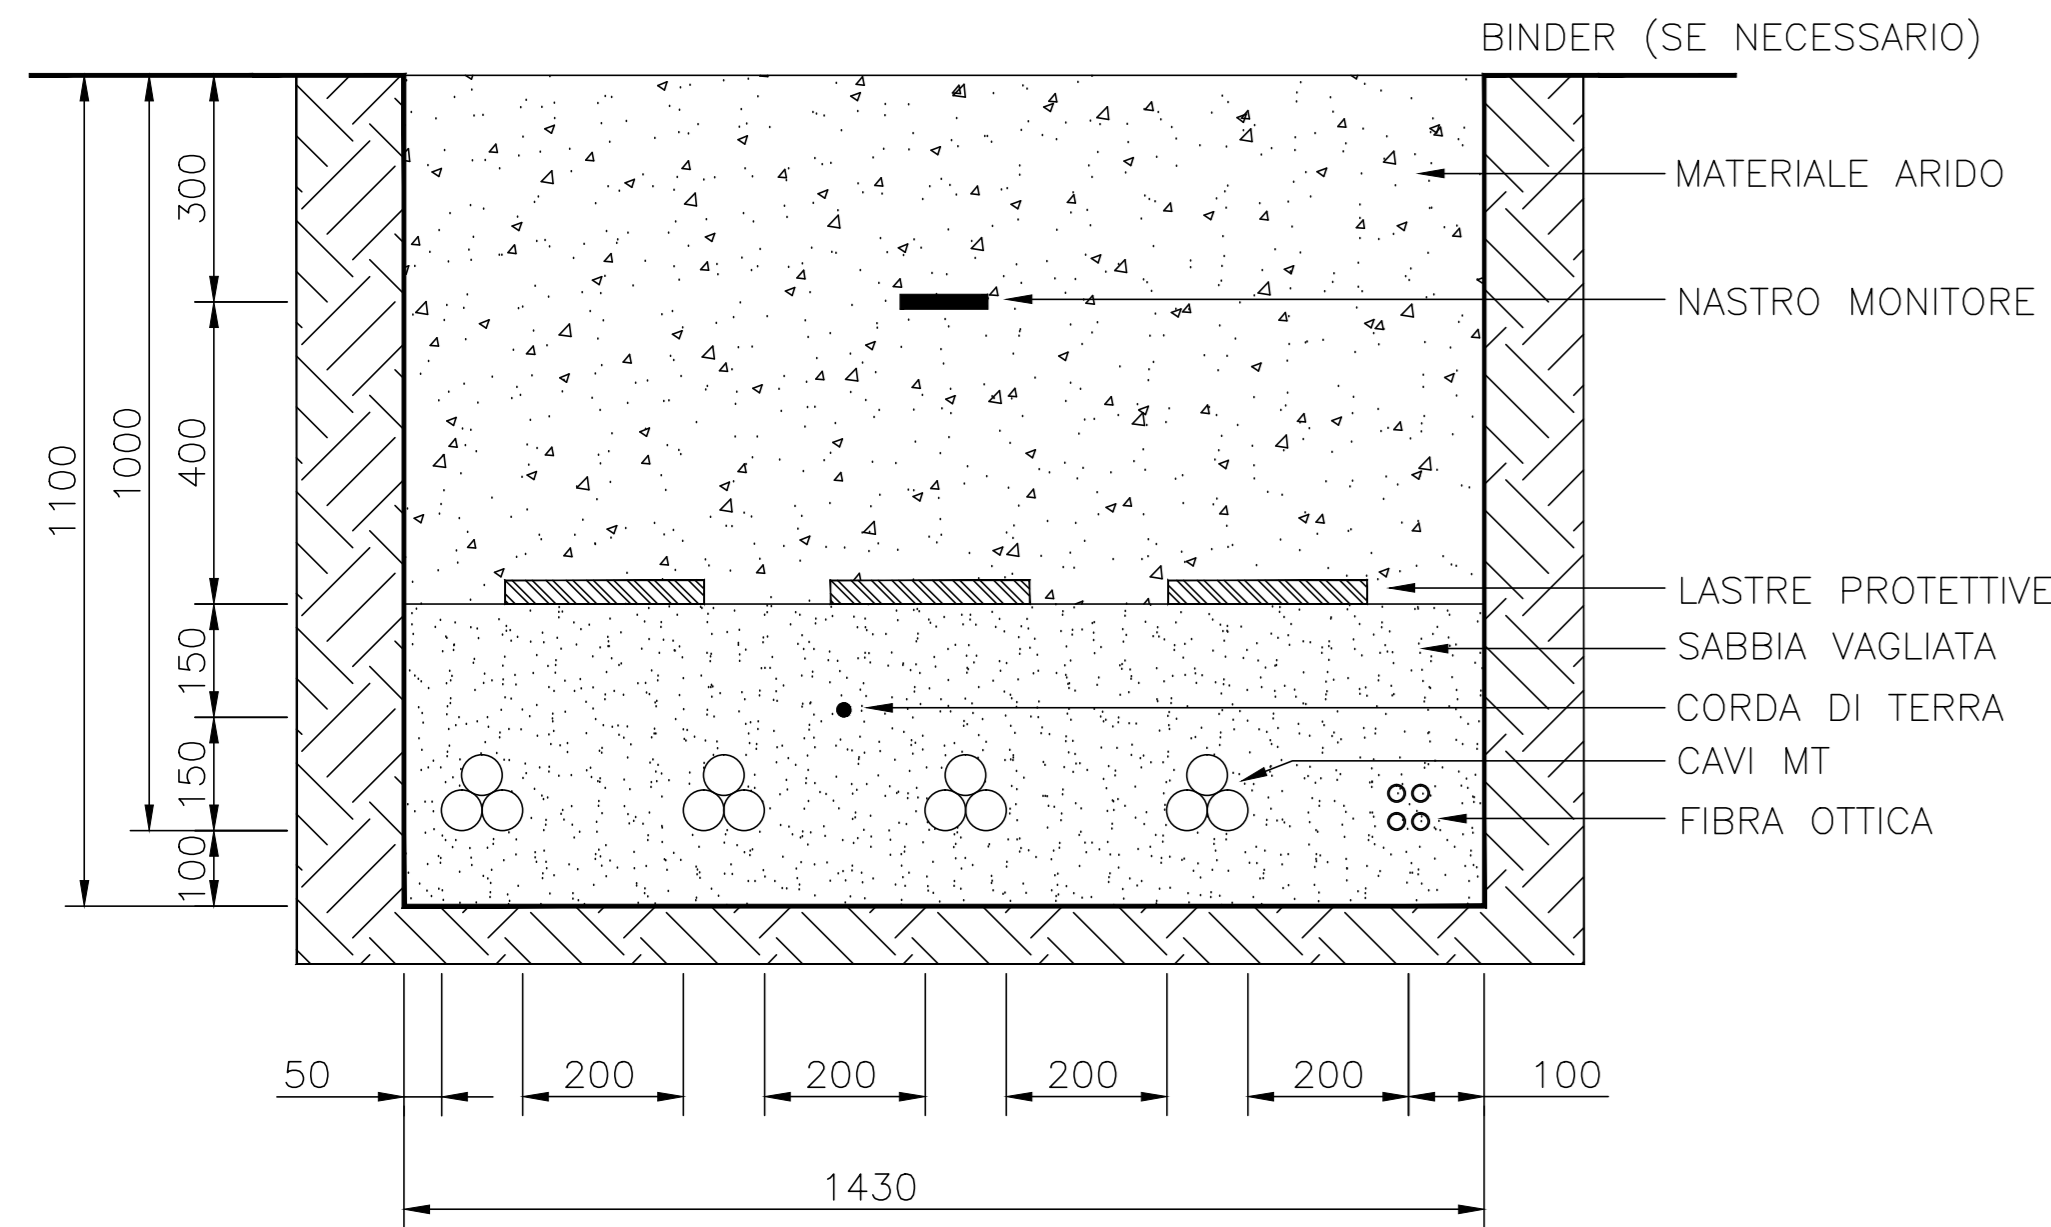 BINDER (SE NECESSARIO)
MATERIALE ARIDO
NASTRO MONITORE
LASTRE PROTETTIVE
SABBIA VAGLIATA
CORDA DI TERRA
CAVI MT
FIBRA OTTICA
1100
1000
300
400
150
150
100
50
200
200
200
200
100
1430